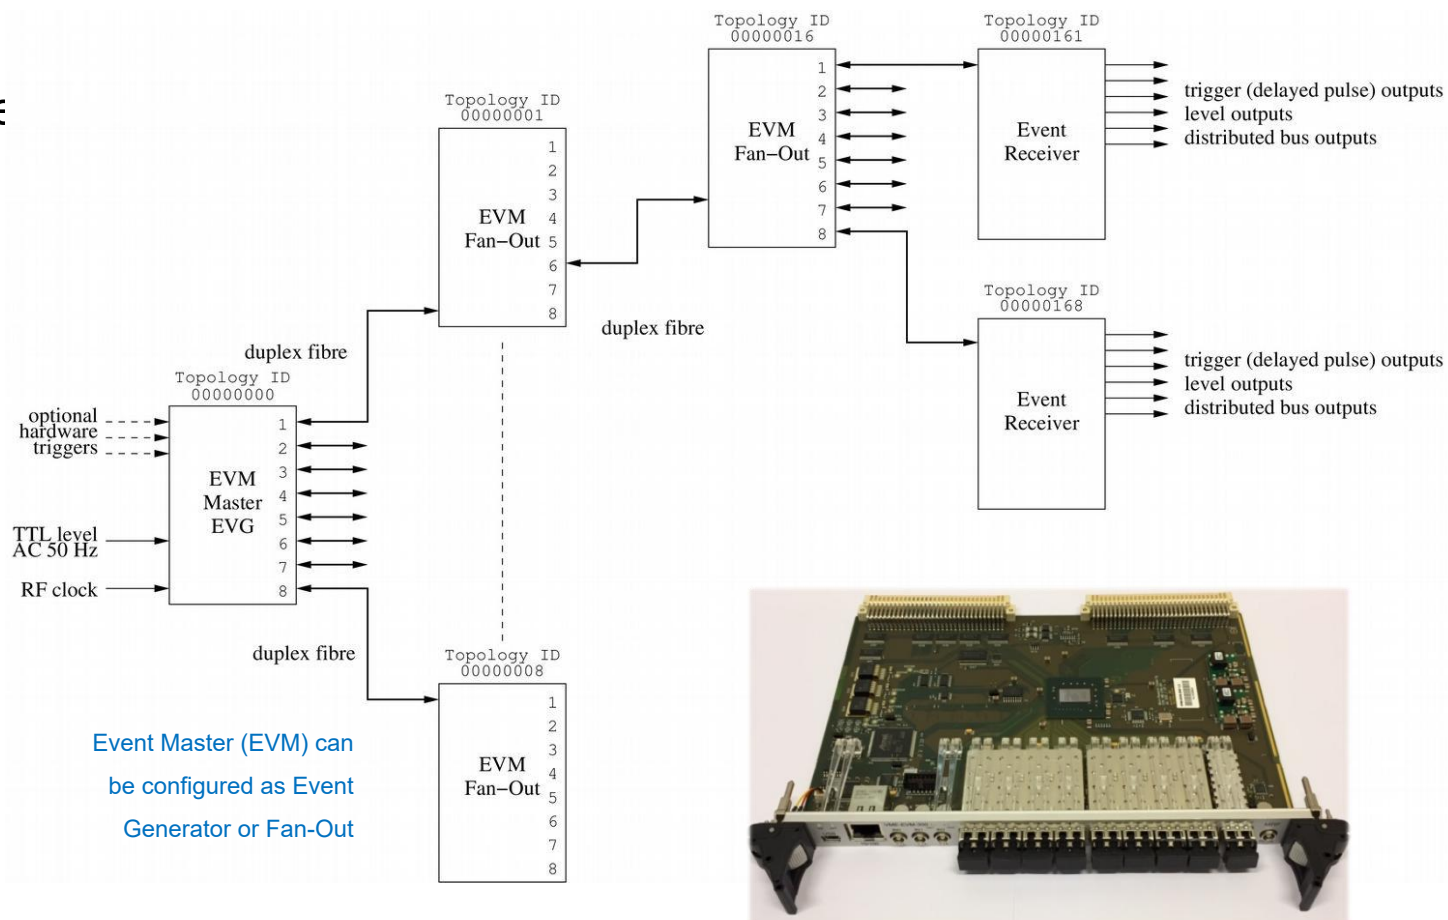 Topology ID
00000016
1
2
3
4
5
6
7
8
EVM
Fan-Out
Topology ID
00000161
Event
Receiver
trigger (delayed pulse) outputs
level outputs
distributed bus outputs
Topology ID
00000001
1
2
3
4
5
6
7
8
EVM
Fan-Out
duplex fibre
duplex fibre
Topology ID
00000168
Event
Receiver
trigger (delayed pulse) outputs
level outputs
distributed bus outputs
Topology ID
00000000
optional
hardware
triggers
TTL level
AC 50 Hz
RF clock
EVM
Master
EVG
1
2
3
4
5
6
7
8
duplex fibre
Topology ID
00000008
EVM
Fan-Out
1
2
3
4
5
6
7
8
Event Master (EVM) can
be configured as Event
Generator or Fan-Out